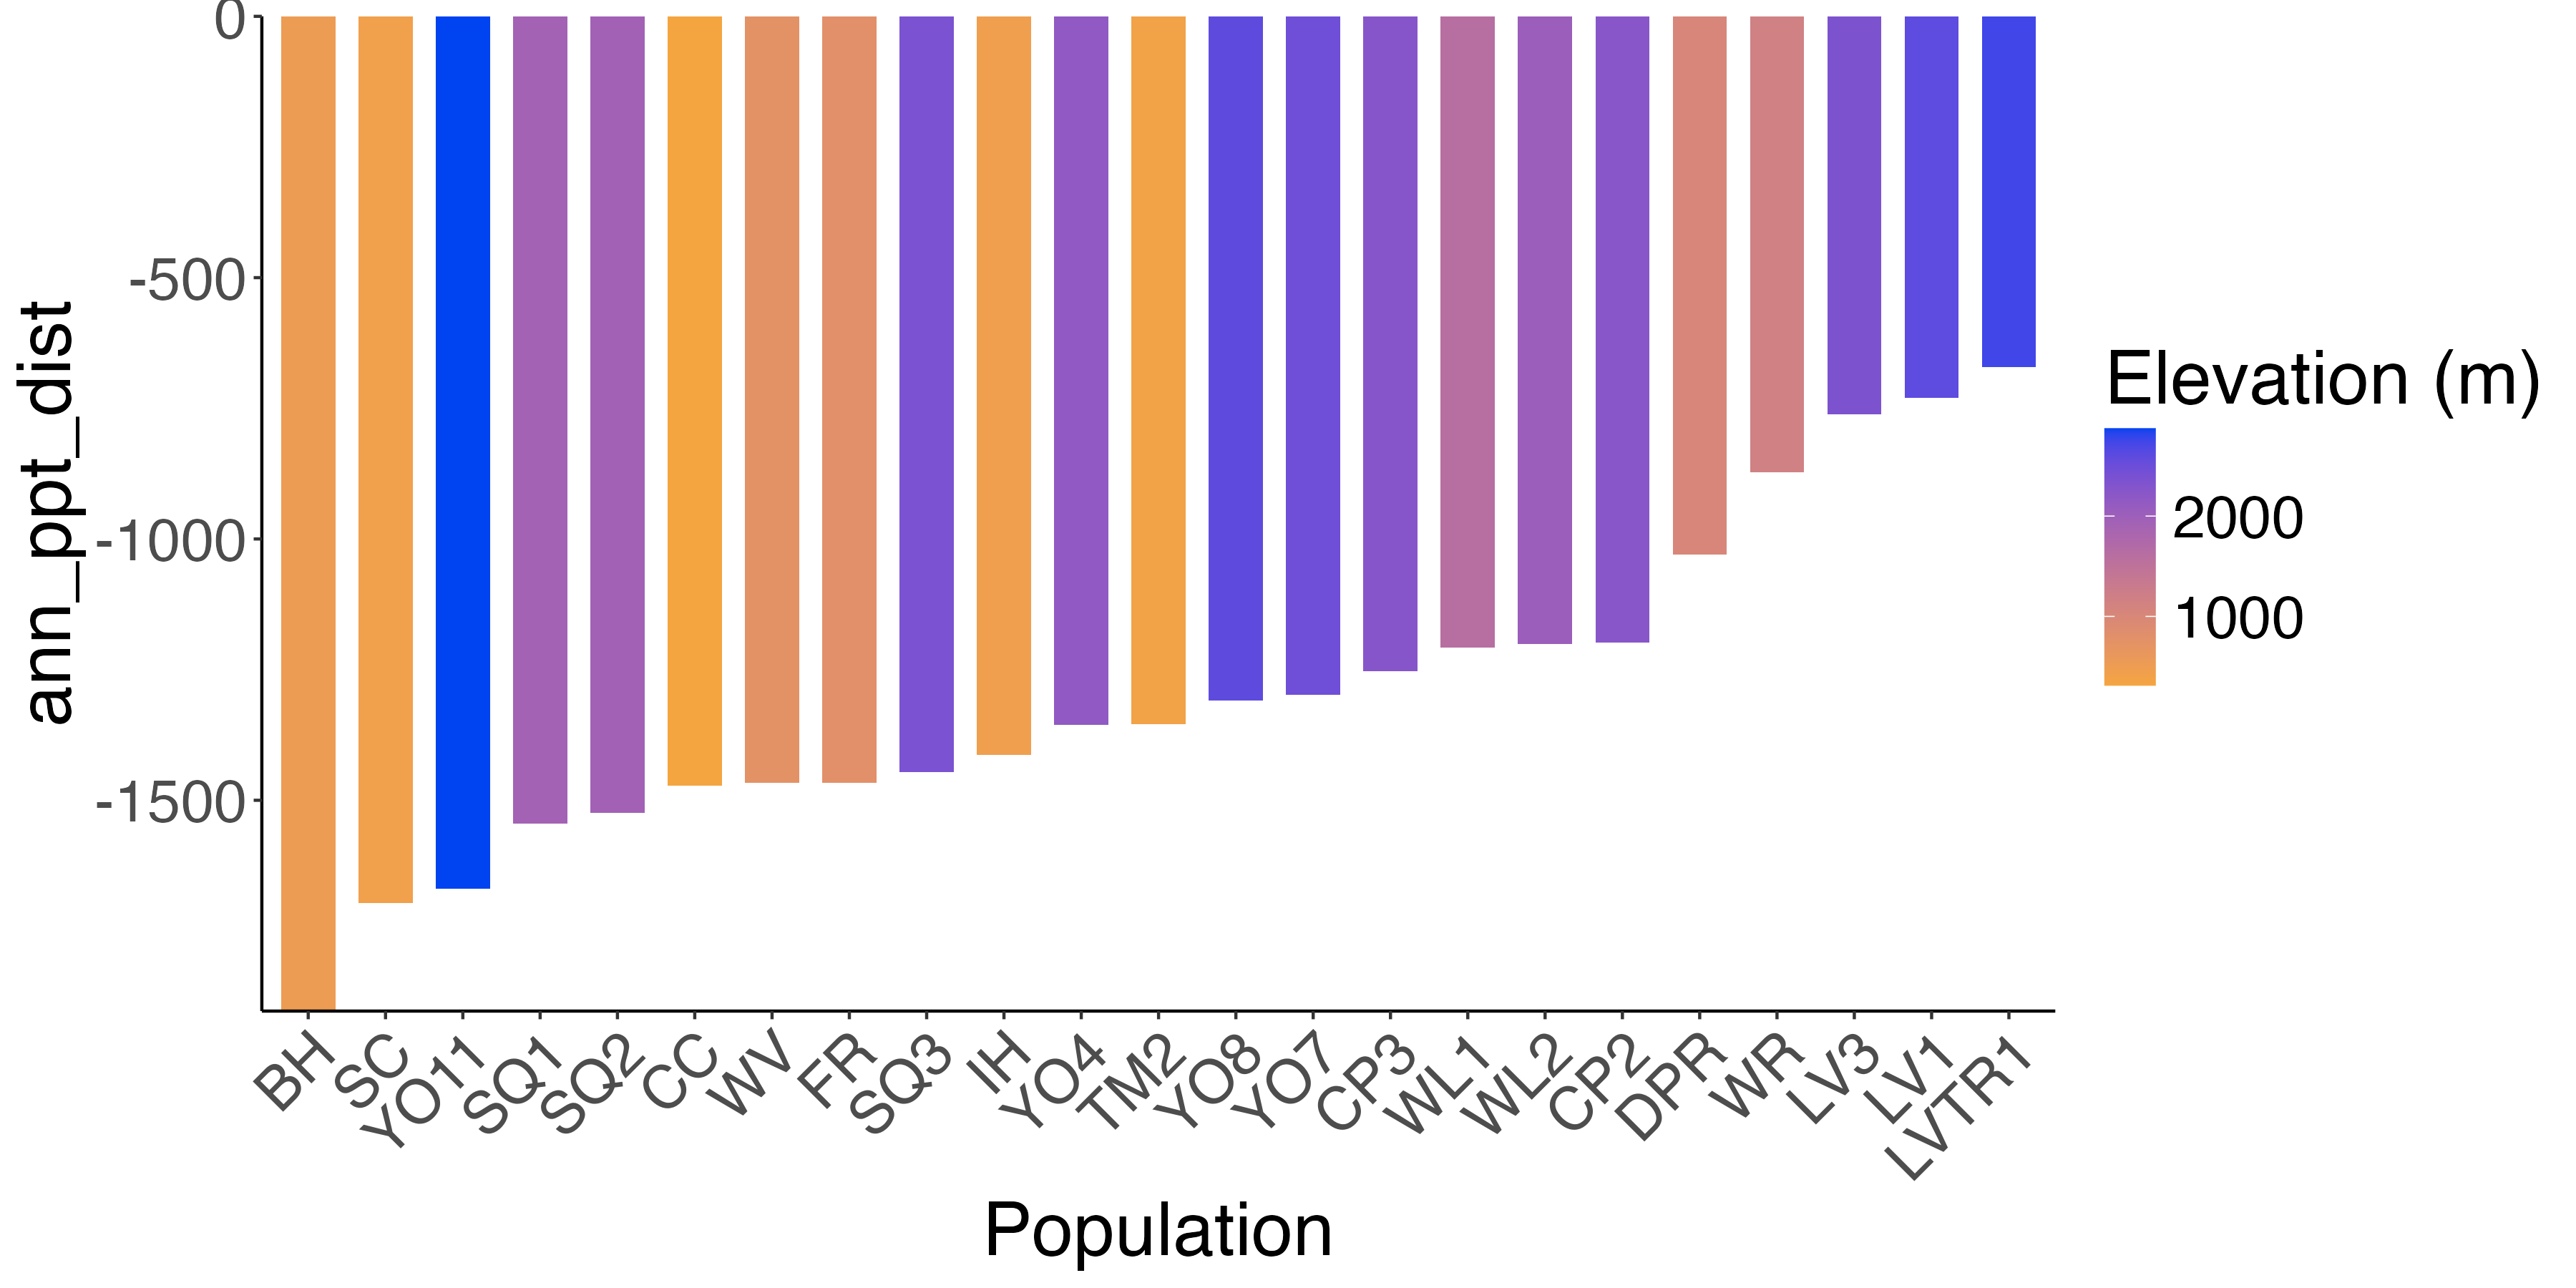 0
-500
-1000
-1500
ann_ppt_dist
BH
SC
YO11
SQ1
SQ2
CC
WV
FR
SQ3
IH
YO4
TM2
YO8
YO7
CP3
WL1
WL2
CP2
DPR
WR
LV3
LV1
LVTR1
Population
Elevation (m)
2000
1000